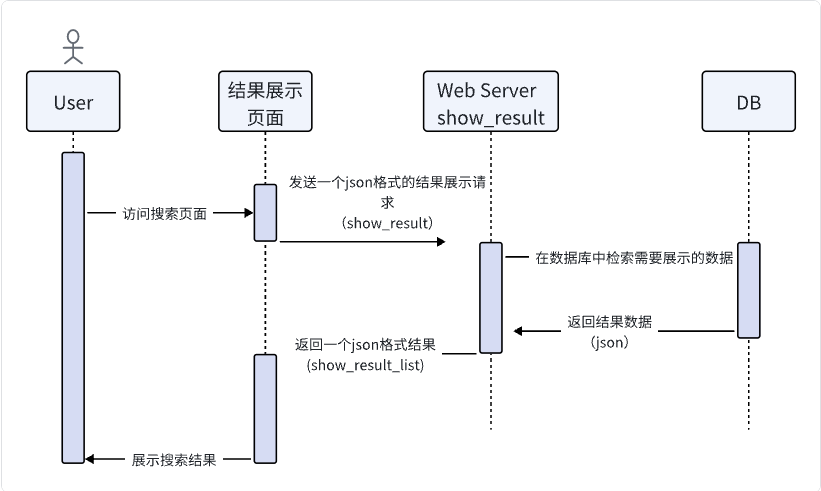 User
结果展示
页面
Web Server
show_result
DB
发送一个json格式的结果展示请
求
（show_result）
访问搜索页面
在数据库中检索需要展示的数据
返回结果数据
（json）
返回一个json格式结果
(show_result_list)
展示搜索结果